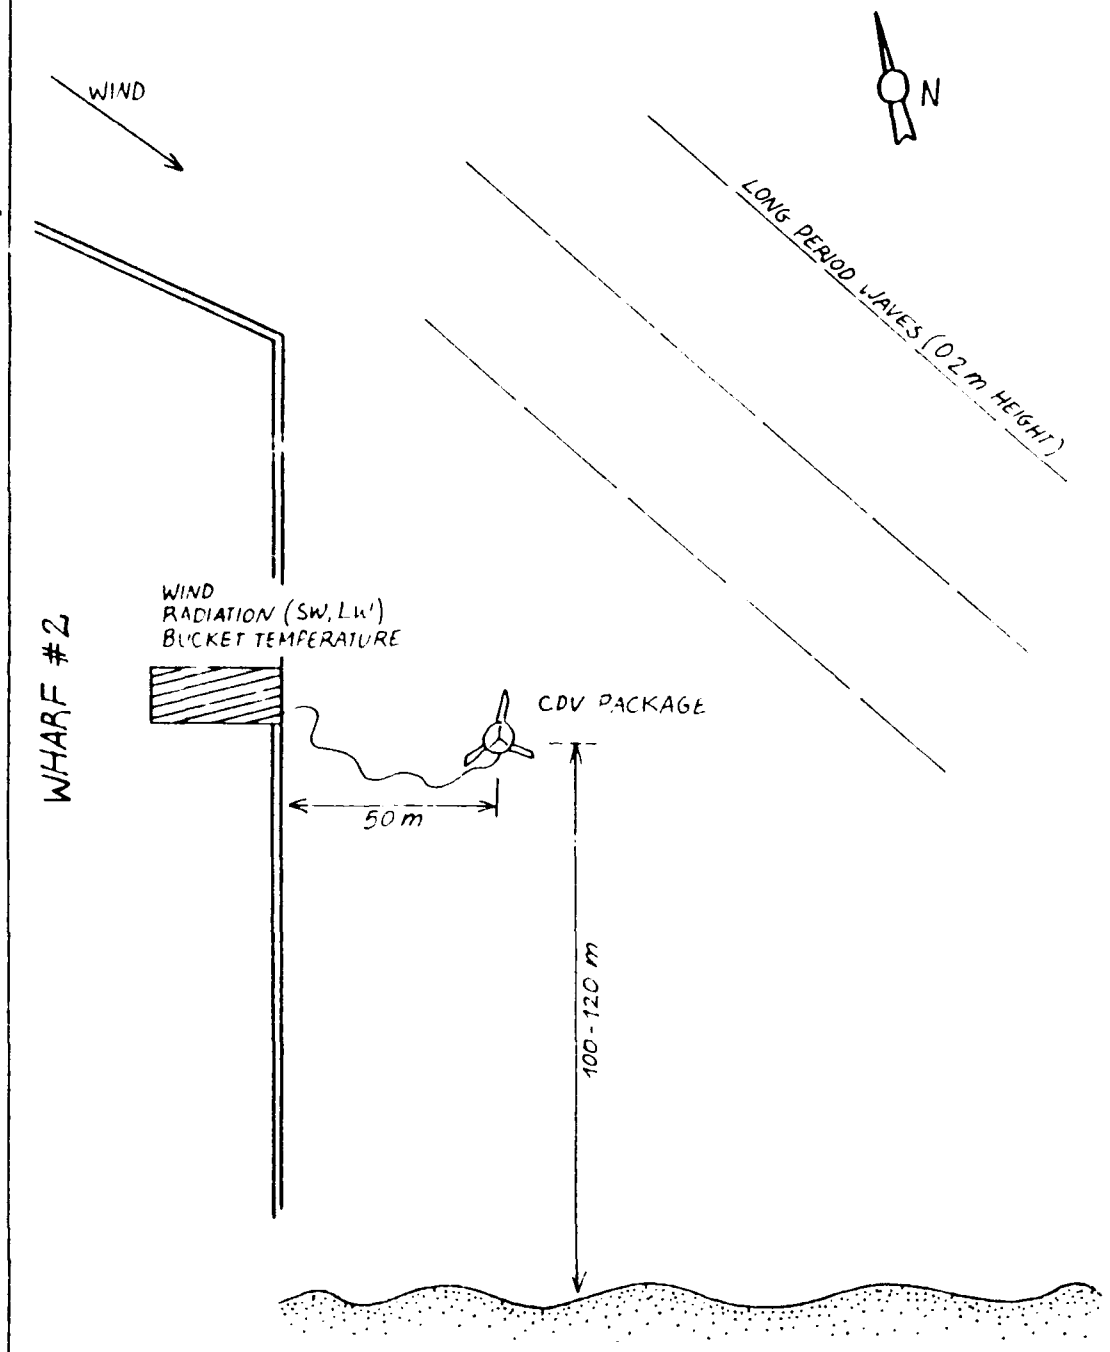 WIND
N
LONG PERIOD WAVES (0.2 m HEIGHT)
WIND
RADIATION (SW, LW)
BUCKET TEMPERATURE
WHARF #2
CDV PACKAGE
50 m
100-120 m